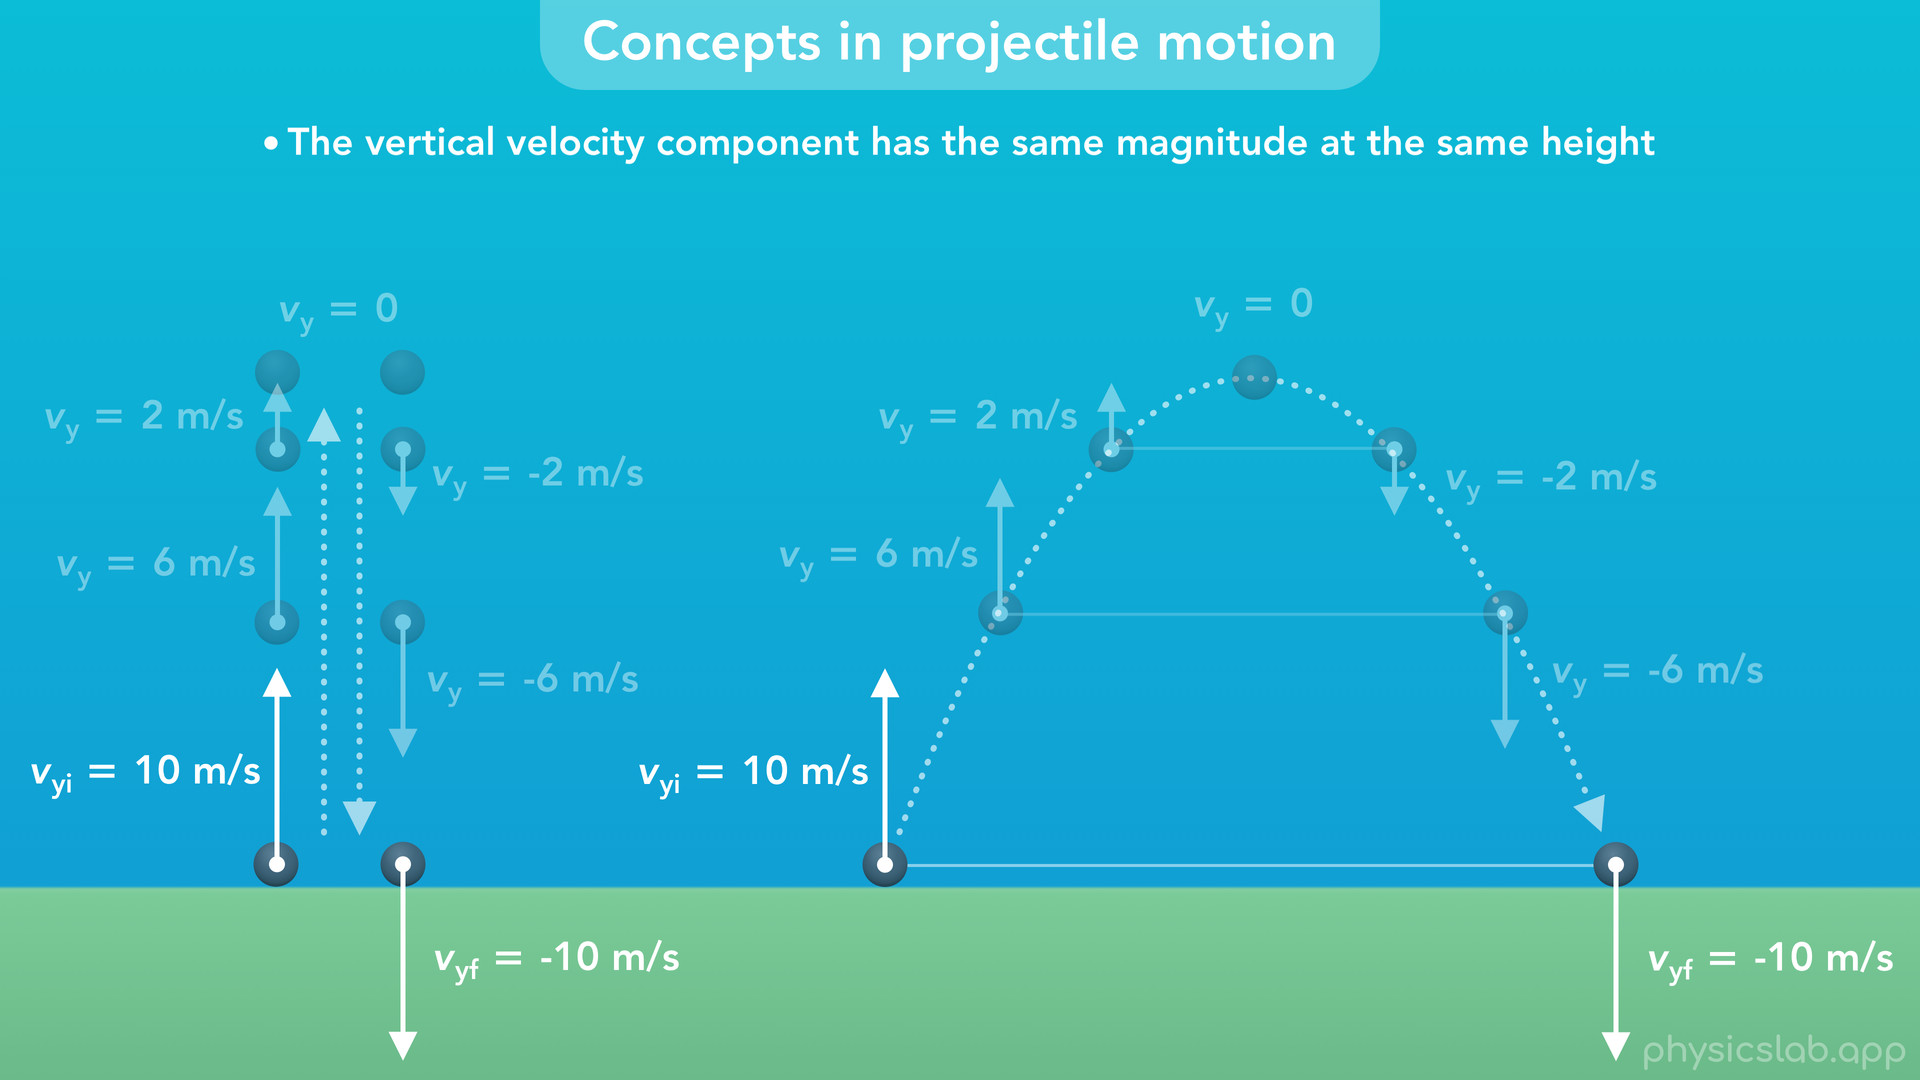 Concepts in projectile motion
• The vertical velocity component has the same magnitude at the same height
vy = 0
vy = 2 m/s
vy = -2 m/s
vy = 6 m/s
vy = -6 m/s
vyi = 10 m/s
vyf = -10 m/s
vy = 0
vy = 2 m/s
vy = -2 m/s
vy = 6 m/s
vy = -6 m/s
vyi = 10 m/s
vyf = -10 m/s
physicslab.app